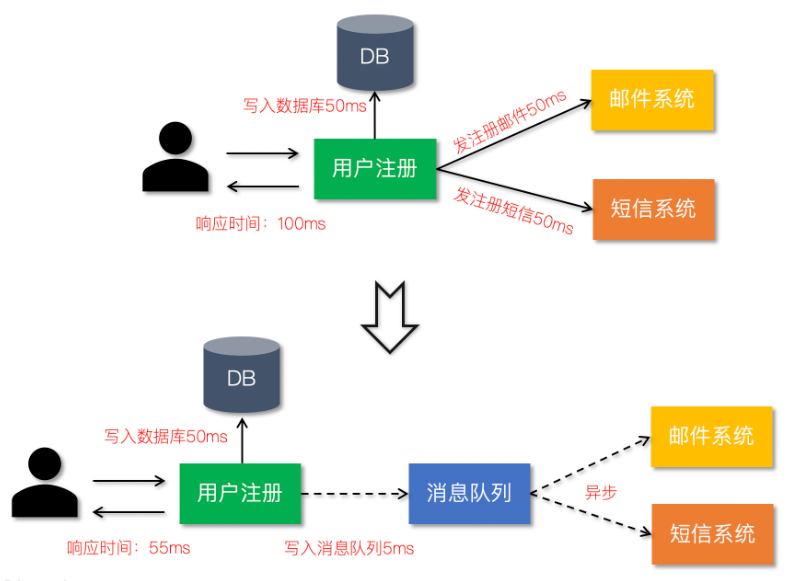 DB
写入数据库50ms
发注册邮件50ms
邮件系统
用户注册
发注册短信50ms
短信系统
响应时间：100ms
DB
写入数据库50ms
邮件系统
用户注册
消息队列
异步
短信系统
响应时间：55ms
写入消息队列5ms